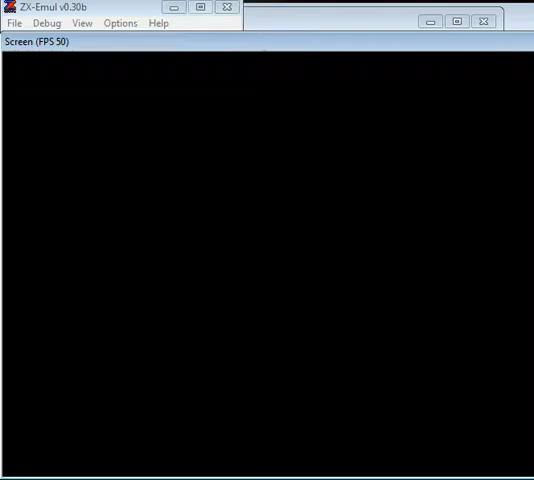 ZX-Emul v0.30b
File Debug View Options Help
Screen (FPS 50)